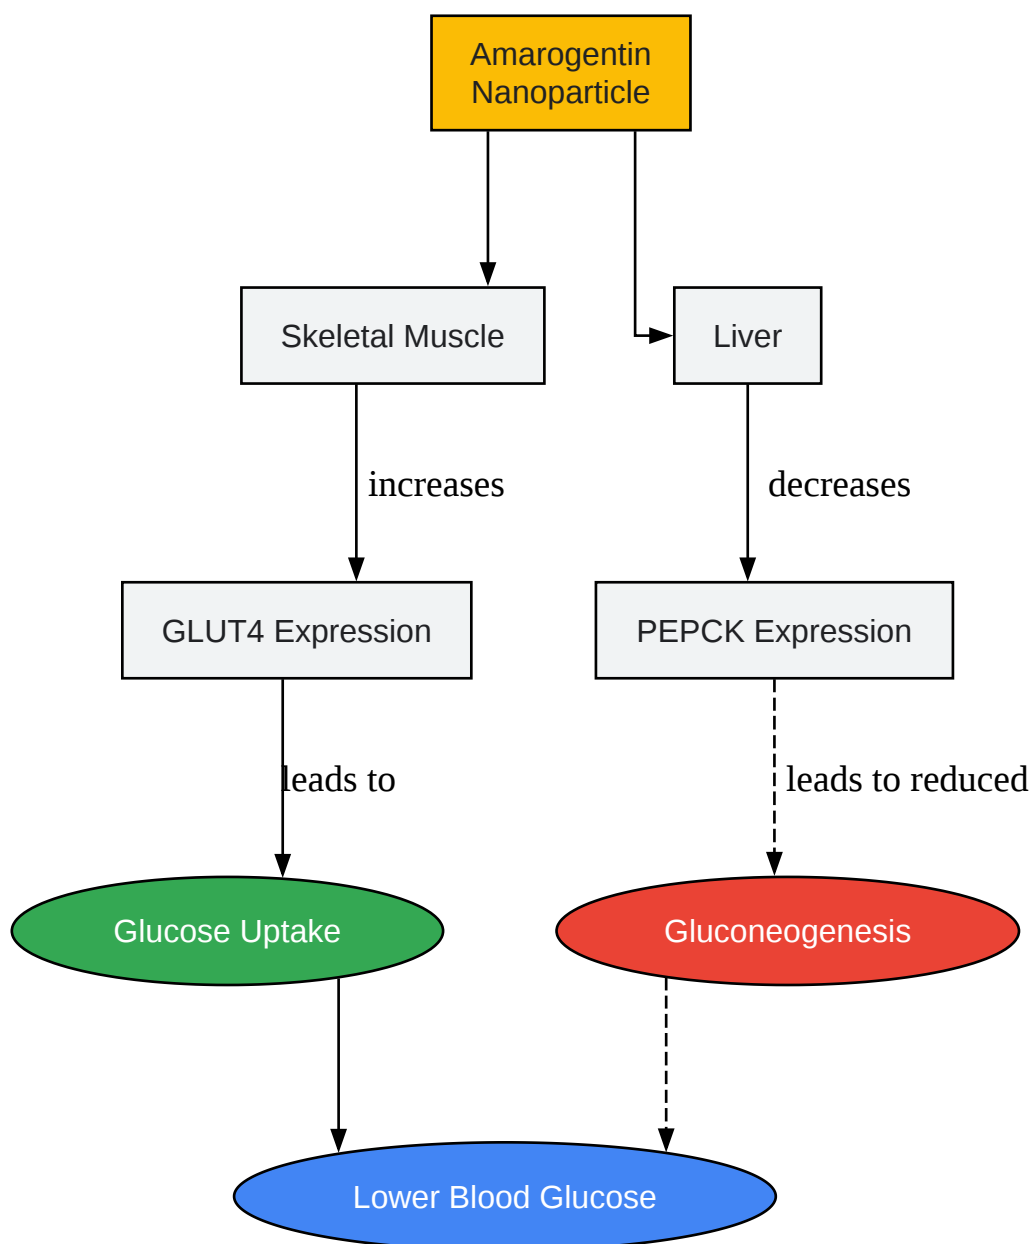 Amarogentin
Nanoparticle
Skeletal Muscle
Liver
increases
decreases
GLUT4 Expression
PEPCK Expression
leads to
leads to reduced
Glucose Uptake
Gluconeogenesis
Lower Blood Glucose